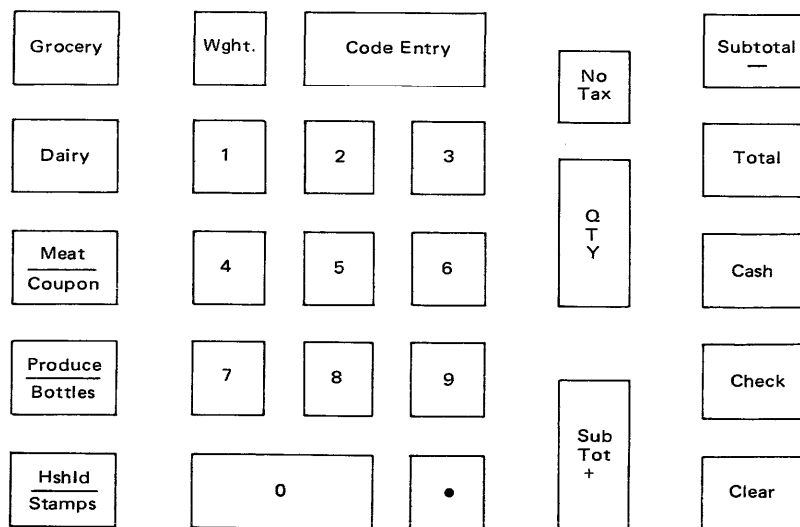 Grocery
Wght.
Code Entry
No
Tax
Subtotal
—
Dairy
1
2
3
Q
T
Y
Total
Meat
Coupon
4
5
6
Cash
Produce
Bottles
7
8
9
Sub
Tot
+
Check
Hshld
Stamps
0
•
Clear